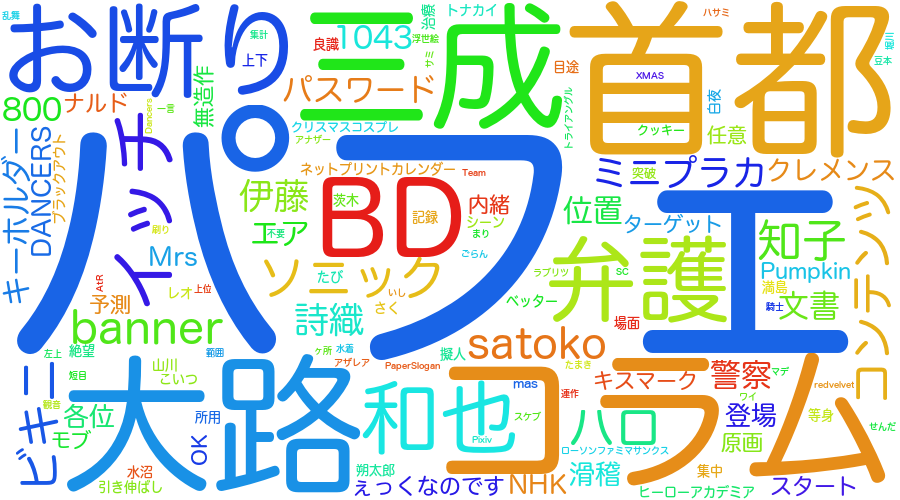 乱舞
お断り
三
成
首都
トナカイ
治療
ハサミ
集計
上下
良識
1043
浮世絵
サミ
目途
XMAS
堀川
豆本
800
ナルド
無造作
パスワード
トライアングル
白夜
キーホルダー
DANCERS
ブラックアウト
イッチ
Dancers
クリスマスコスプレ
アナザー
クッキー
任意
パフェ
ネットプリントカレンダー
Team
ミニプラカ
突破
クレメンス
伊藤
BD
茨木
記録
内緒
シーン
まり
位置
ターゲット
弁護
知子
コンテンツ
刷り
エア
不要
Mrs
ごらん
ソニック
たび
ラブリツ
sc
Pumpkin
満島
騎士
文書
AtR
上位
レオ
予測
さく
いし
ベッター
場面
banner
詩織
satoko
左上
絶望
範囲
ヶ所
水着
擬人
マデ
ビキニ
短目
山川
こいつ
アザレア
PaperSlogan
たまき
キスマーク
警察
redvelvet
大路
和也
コラム
mas
連作
ワイ
観音
各位
モブ
所用
OK
Pixiv
スケブ
ハロ
登場
等身
せんだ
原画
水沼
引き伸ばし
朔太郎
ローソンファミマサンクス
滑稽
集中
えっくなのです
NHK
ヒーローアカデミア
スタート